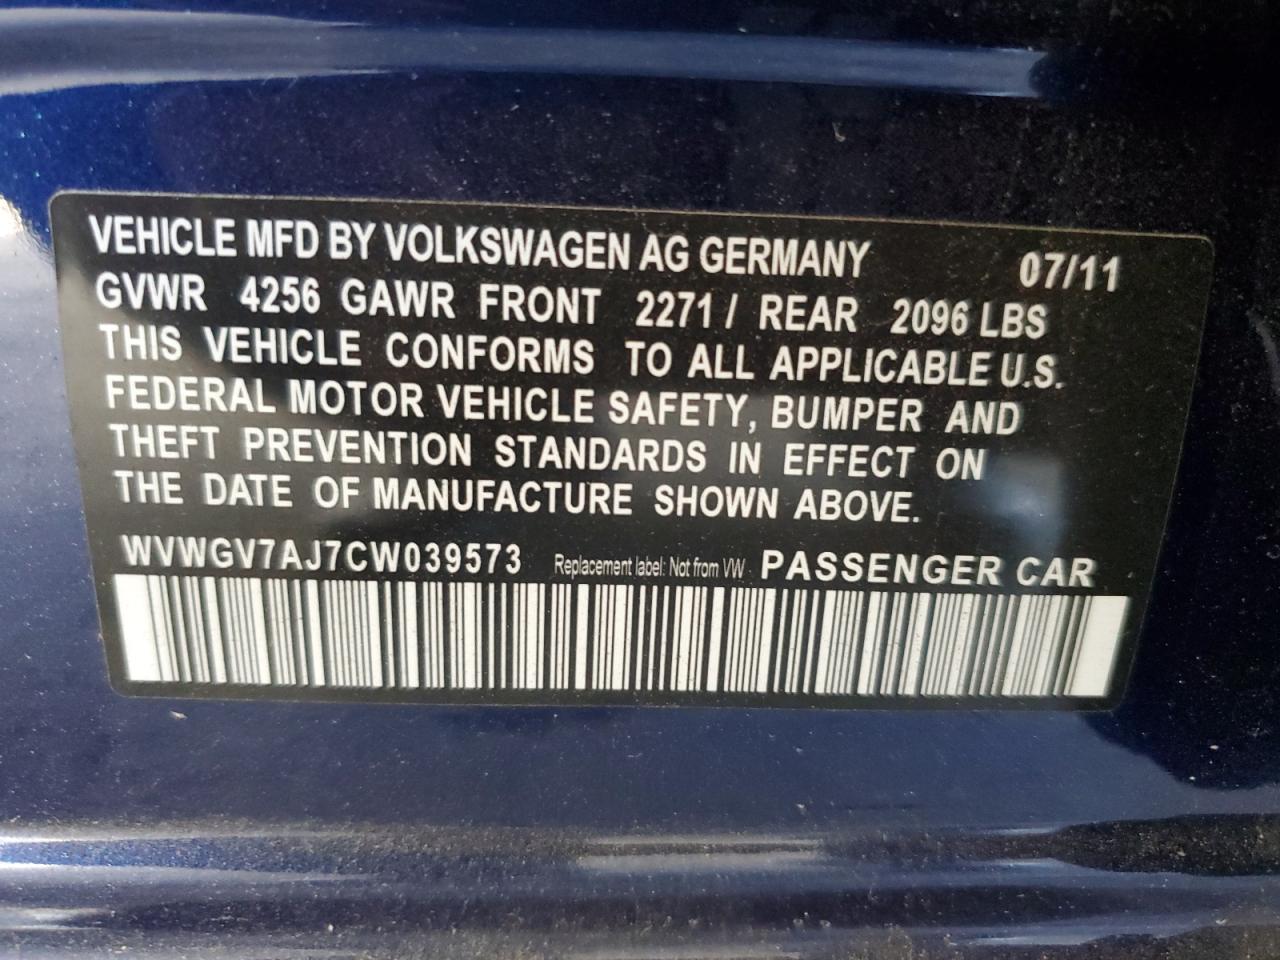 VEHICLE MFD BY VOLKSWAGEN AG GERMANY 07/11
GVWR 4256 GAWR FRONT 2271 / REAR 2096 LBS
THIS VEHICLE CONFORMS TO ALL APPLICABLE U.S.
FEDERAL MOTOR VEHICLE SAFETY, BUMPER AND
THEFT PREVENTION STANDARDS IN EFFECT ON
THE DATE OF MANUFACTURE SHOWN ABOVE.
WVWGV7AJ7CW039573 Replacement label: Not from VW PASSENGER CAR